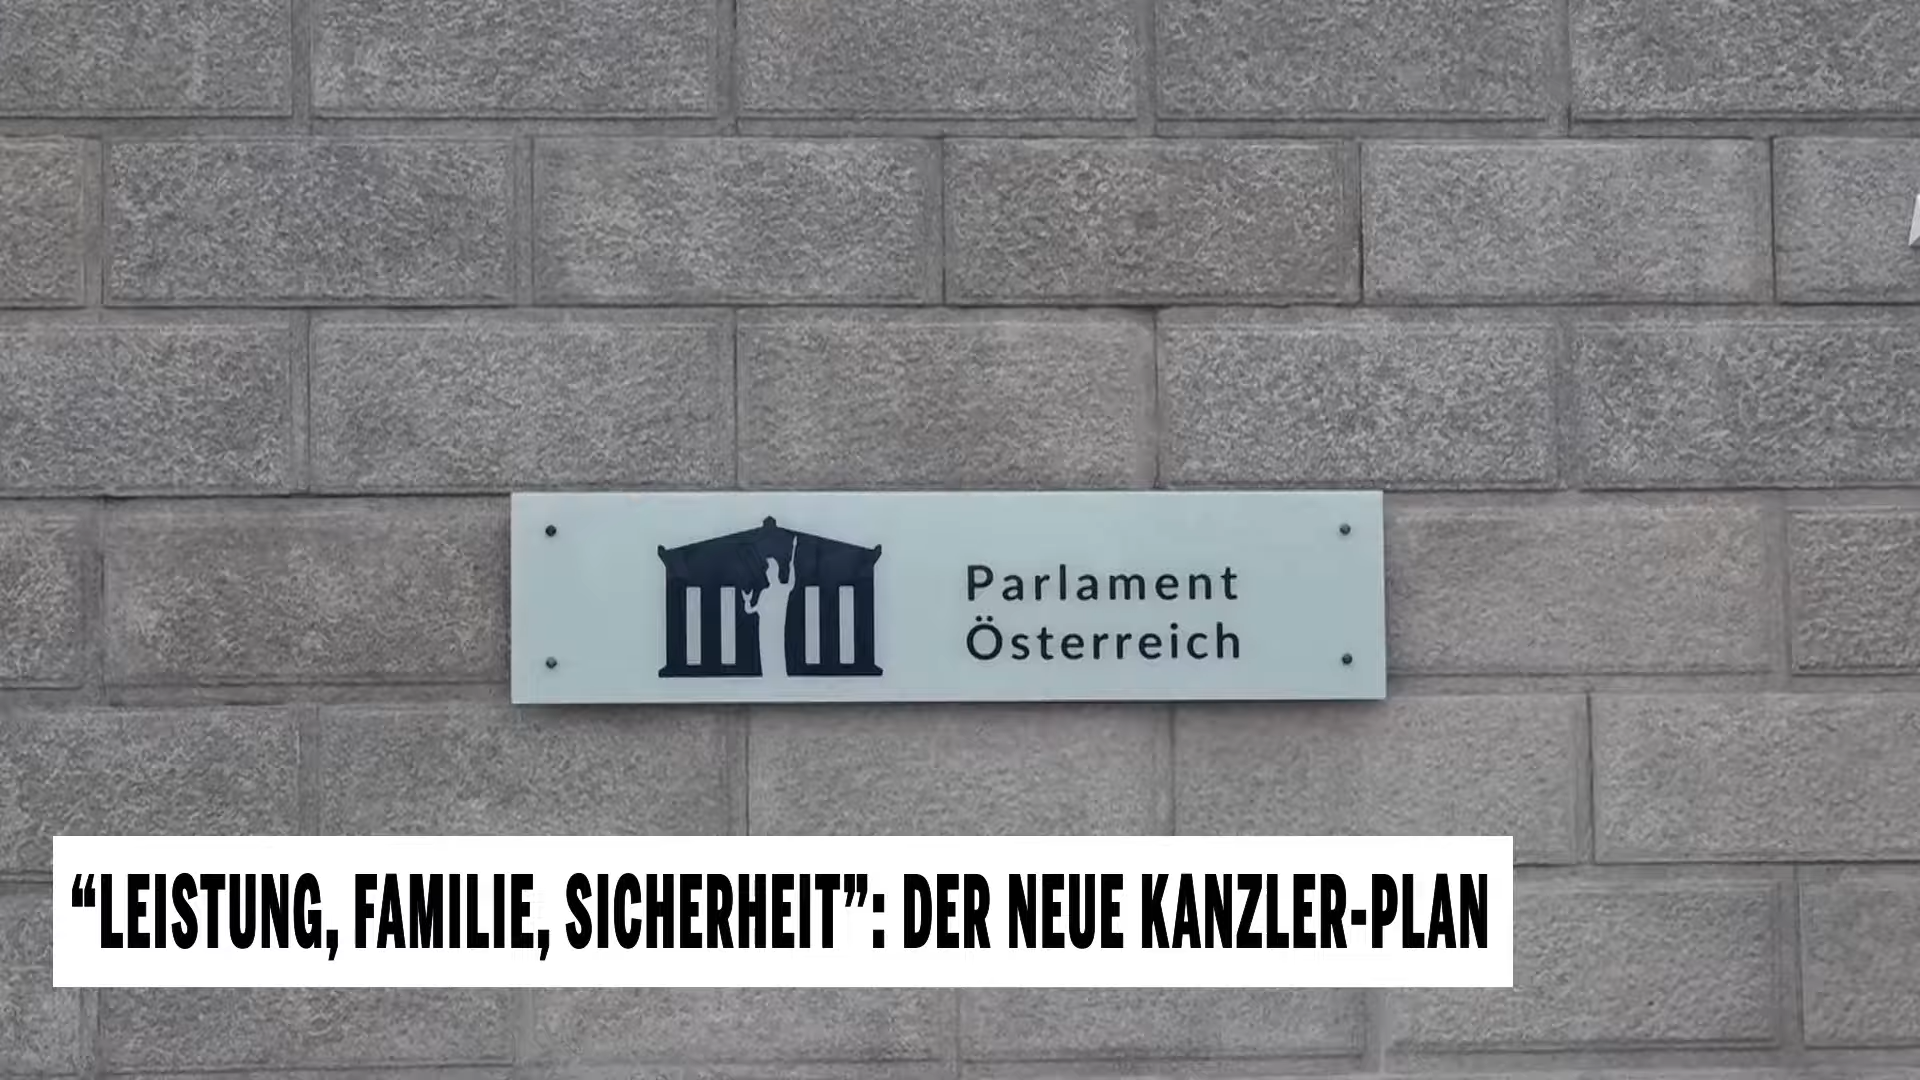 Parlament
Österreich
“LEISTUNG, FAMILIE, SICHERHEIT”: DER NEUE KANZLER-PLAN